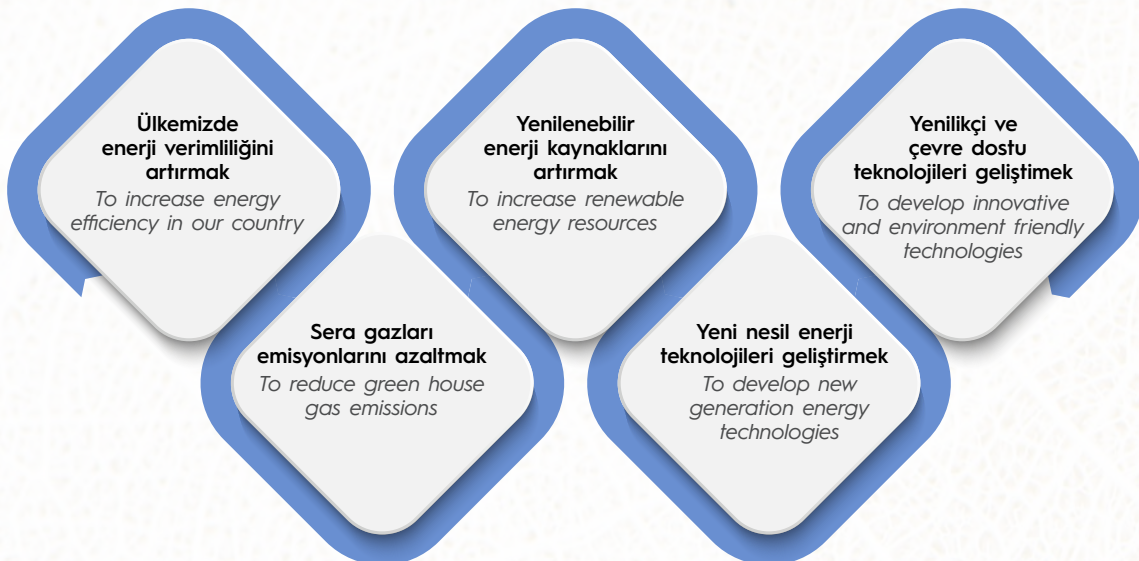 Ülkemizde
enerji verimliliğini
artırmak
To increase energy
efficiency in our country
Sera gazları
emisyonlarını azaltmak
To reduce green house
gas emissions
Yenilenebilir
enerji kaynaklarını
artırmak
To increase renewable
energy resources
Yeni nesil enerji
teknolojileri geliştirmek
To develop new
generation energy
technologies
Yenilikçi ve
çevre dostu
teknolojileri geliştimek
To develop innovative
and environment friendly
technologies